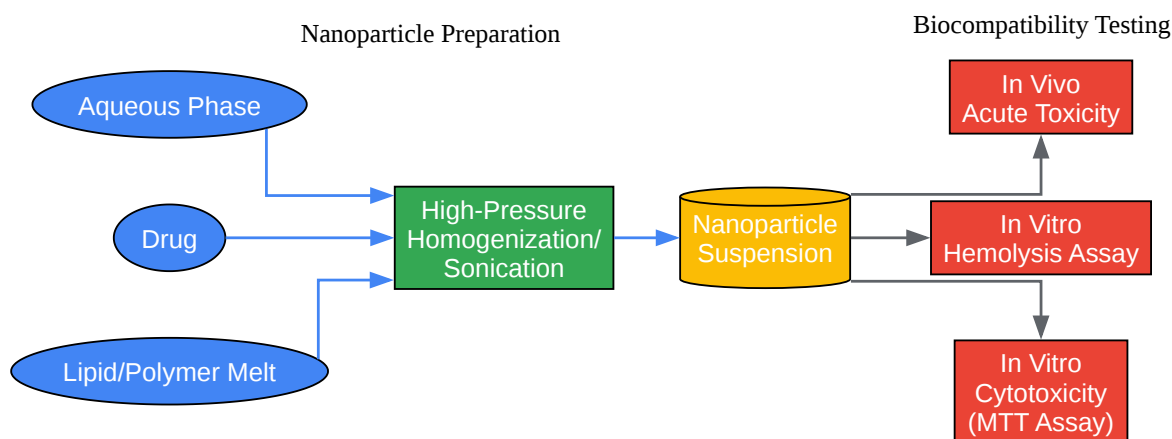 Nanoparticle Preparation
Biocompatibility Testing
Aqueous Phase
Drug
Lipid/Polymer Melt
High-Pressure
Homogenization/
Sonication
Nanoparticle
Suspension
In Vivo
Acute Toxicity
In Vitro
Hemolysis Assay
In Vitro
Cytotoxicity
(MTT Assay)